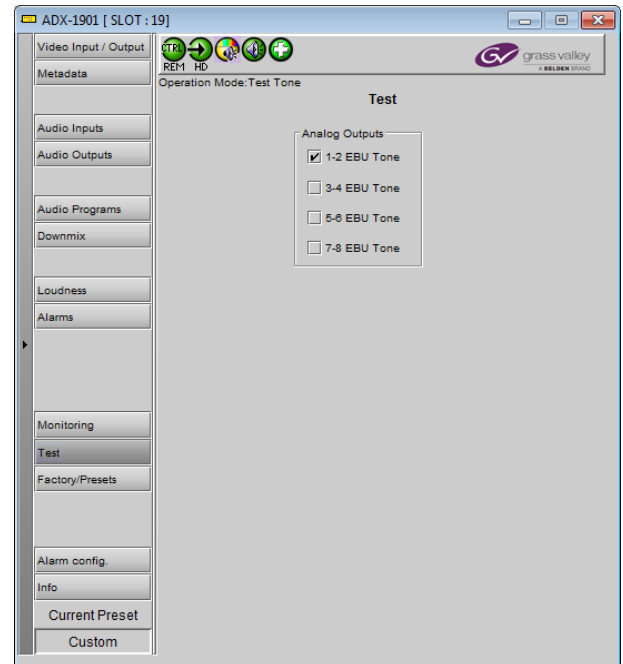 ADX-1901 [ SLOT : 19]
Video Input / Output
Metadata
Audio Inputs
Audio Outputs
Audio Programs
Downmix
Loudness
Alarms
Monitoring
Test
Factory/Presets
Alarm config.
Info
Current Preset
Custom
CTRL
REM HD
grass valley
A BELDEN BRAND
Operation Mode:Test Tone
Test
Analog Outputs
1-2 EBU Tone
3-4 EBU Tone
5-6 EBU Tone
7-8 EBU Tone